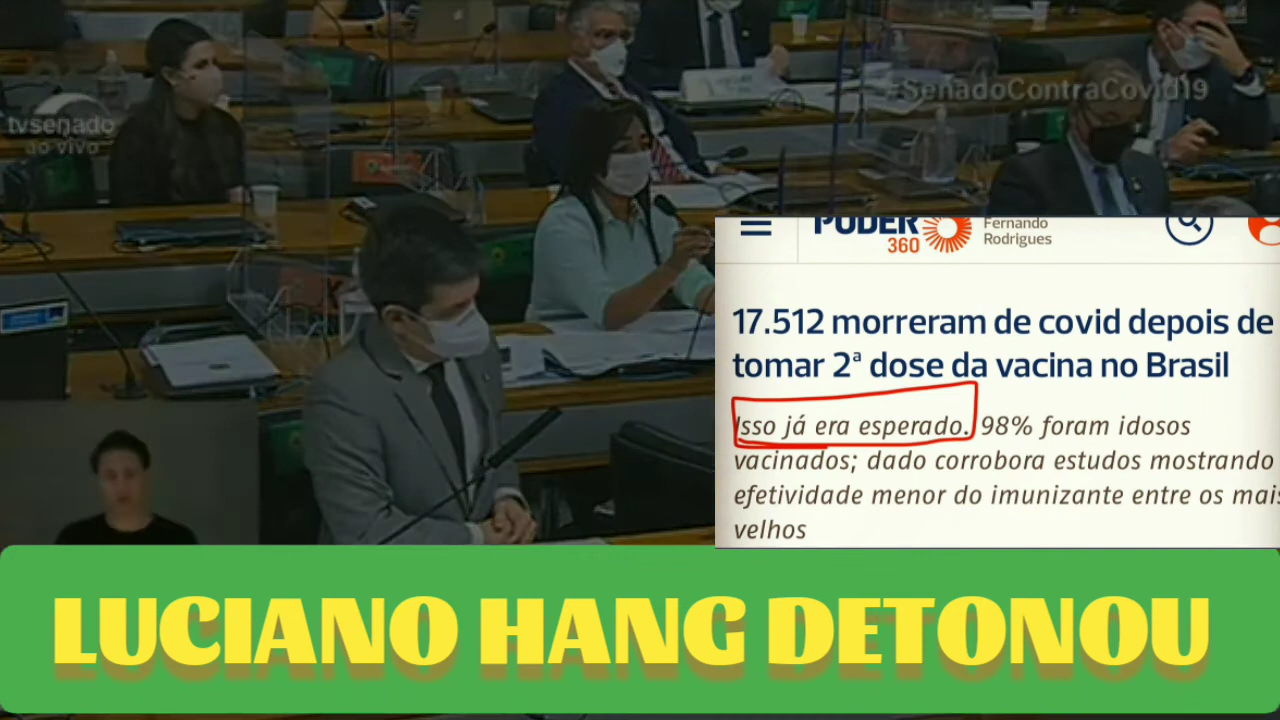 #SenadoContraCovid19
tvsenado
ao vivo
PODER
360
Fernando
Rodrigues
17.512 morreram de covid depois de
tomar 2ª dose da vacina no Brasil
Isso já era esperado. 98% foram idosos
vacinados; dado corrobora estudos mostrando
efetividade menor do imunizante entre os mais
velhos
LUCIANO HANG DETONOU